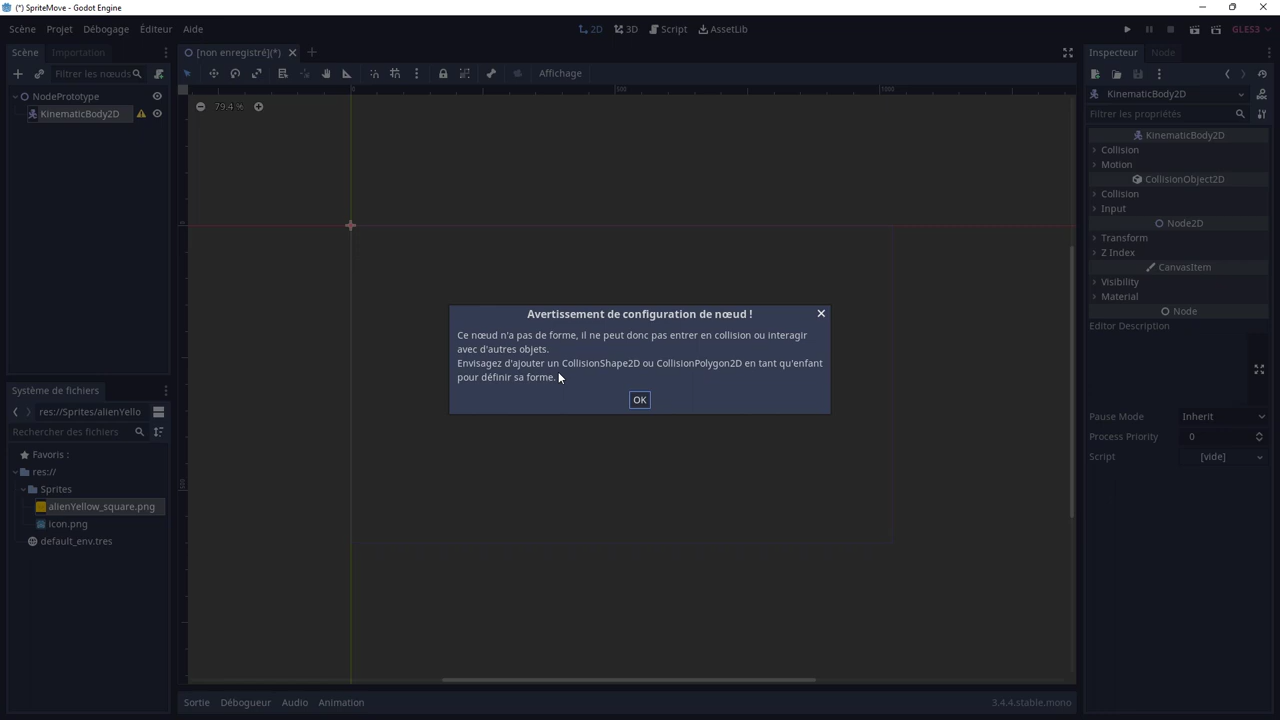 (*) SpriteMove - Godot Engine
Scène Projet Débogage Éditeur Aide
2D 3D Script AssetLib
GLES3
Scène Importation
[non enregistré](*)
Inspecteur Nœud
Filtrer les nœuds
Affichage
NodePrototype
KinematicBody2D
79.4 %
0 500 1000
0
500
KinematicBody2D
Filtrer les propriétés
KinematicBody2D
Collision
Motion
CollisionObject2D
Collision
Input
Node2D
Transform
Z Index
CanvasItem
Visibility
Material
Node
Editor Description
Pause Mode Inherit
Process Priority 0
Script [vide]
Avertissement de configuration de nœud !
Ce nœud n'a pas de forme, il ne peut donc pas entrer en collision ou interagir
avec d'autres objets.
Envisagez d'ajouter un CollisionShape2D ou CollisionPolygon2D en tant qu'enfant
pour définir sa forme.
OK
Système de fichiers
res://Sprites/alienYello
Rechercher des fichiers
Favoris :
res://
Sprites
alienYellow_square.png
icon.png
default_env.tres
Sortie Débogueur Audio Animation
3.4.4.stable.mono